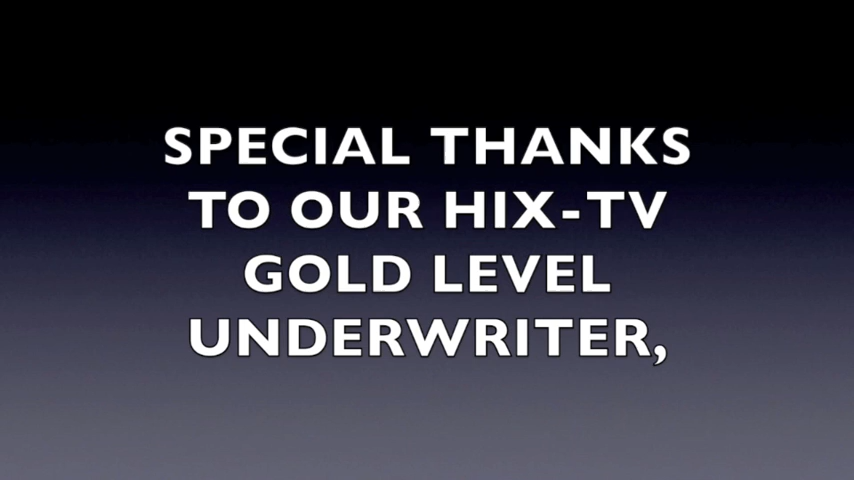 SPECIAL THANKS
TO OUR HIX-TV
GOLD LEVEL
UNDERWRITER,